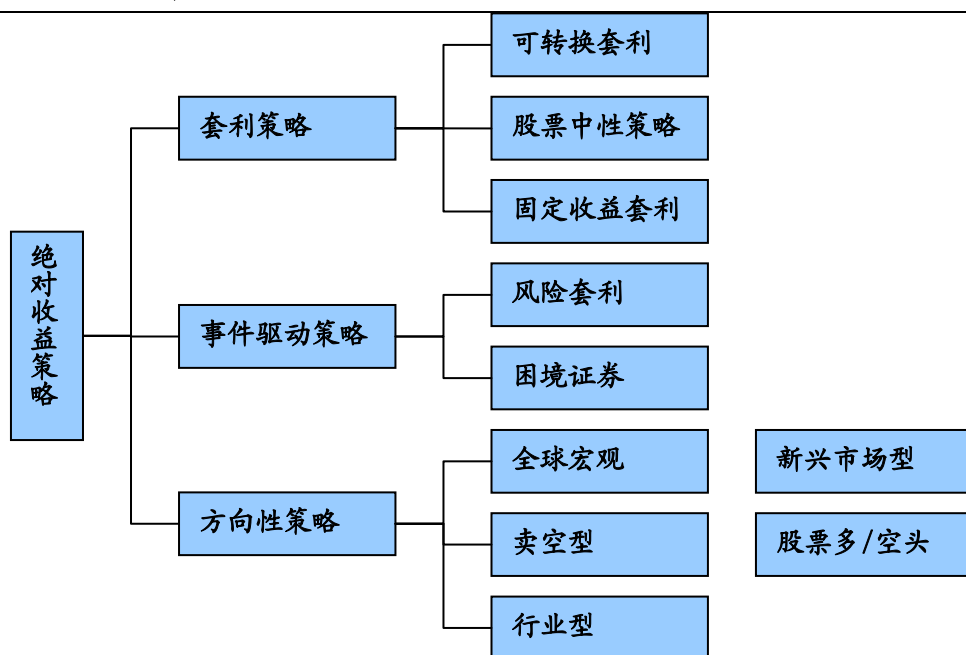 可转换套利
套利策略
股票中性策略
固定收益套利
绝对收益策略
风险套利
事件驱动策略
困境证券
全球宏观
新兴市场型
方向性策略
卖空型
股票多/空头
行业型